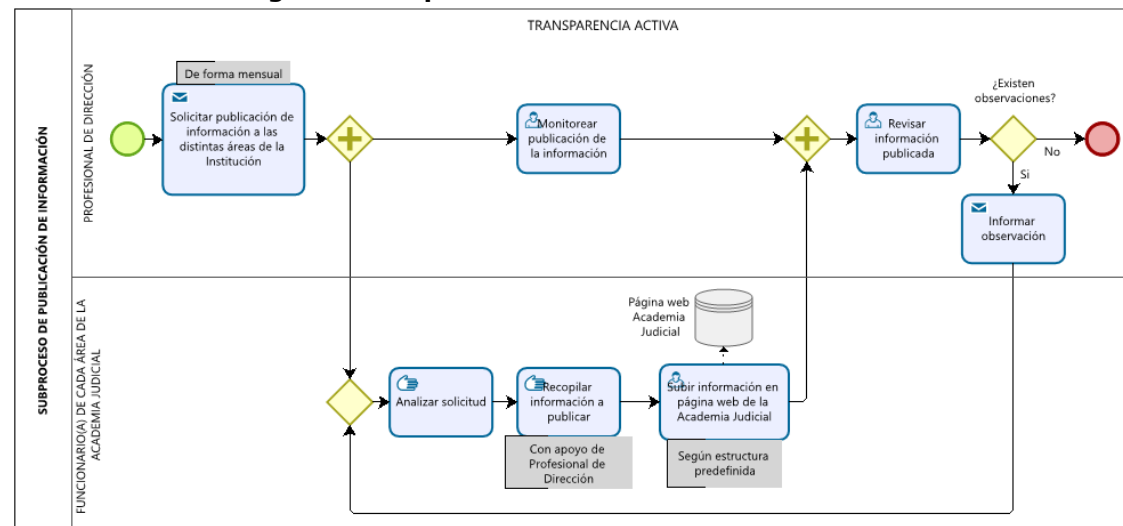 TRANSPARENCIA ACTIVA
SUBPROCESO DE PUBLICACIÓN DE INFORMACIÓN
PROFESIONAL DE DIRECCIÓN
De forma mensual
Solicitar publicación de
información a las
distintas áreas de la
Institución
Monitorear
publicación de
la información
Revisar
información
publicada
¿Existen
observaciones?
No
Si
Informar
observación
FUNCIONARIO(A) DE CADA ÁREA DE LA
ACADEMIA JUDICIAL
Analizar solicitud
Recopilar
información a
publicar
Con apoyo de
Profesional de
Dirección
Página web
Academia
Judicial
Subir información en
página web de la
Academia Judicial
Según estructura
predefinida